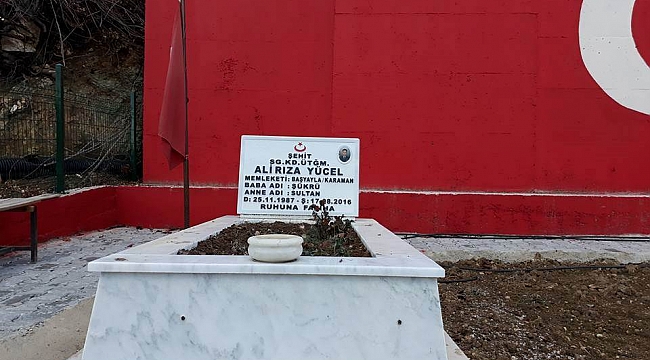 ŞEHİT
SG.KD.ÜTĞM.
ALİ RIZA YÜCEL
MEMLEKETİ: BAŞYAYLA/KARAMAN
BABA ADI : ŞÜKRÜ
ANNE ADI : SULTAN
D: 25.11.1987 - Ş: 17.08.2016
RUHUNA FATİHA